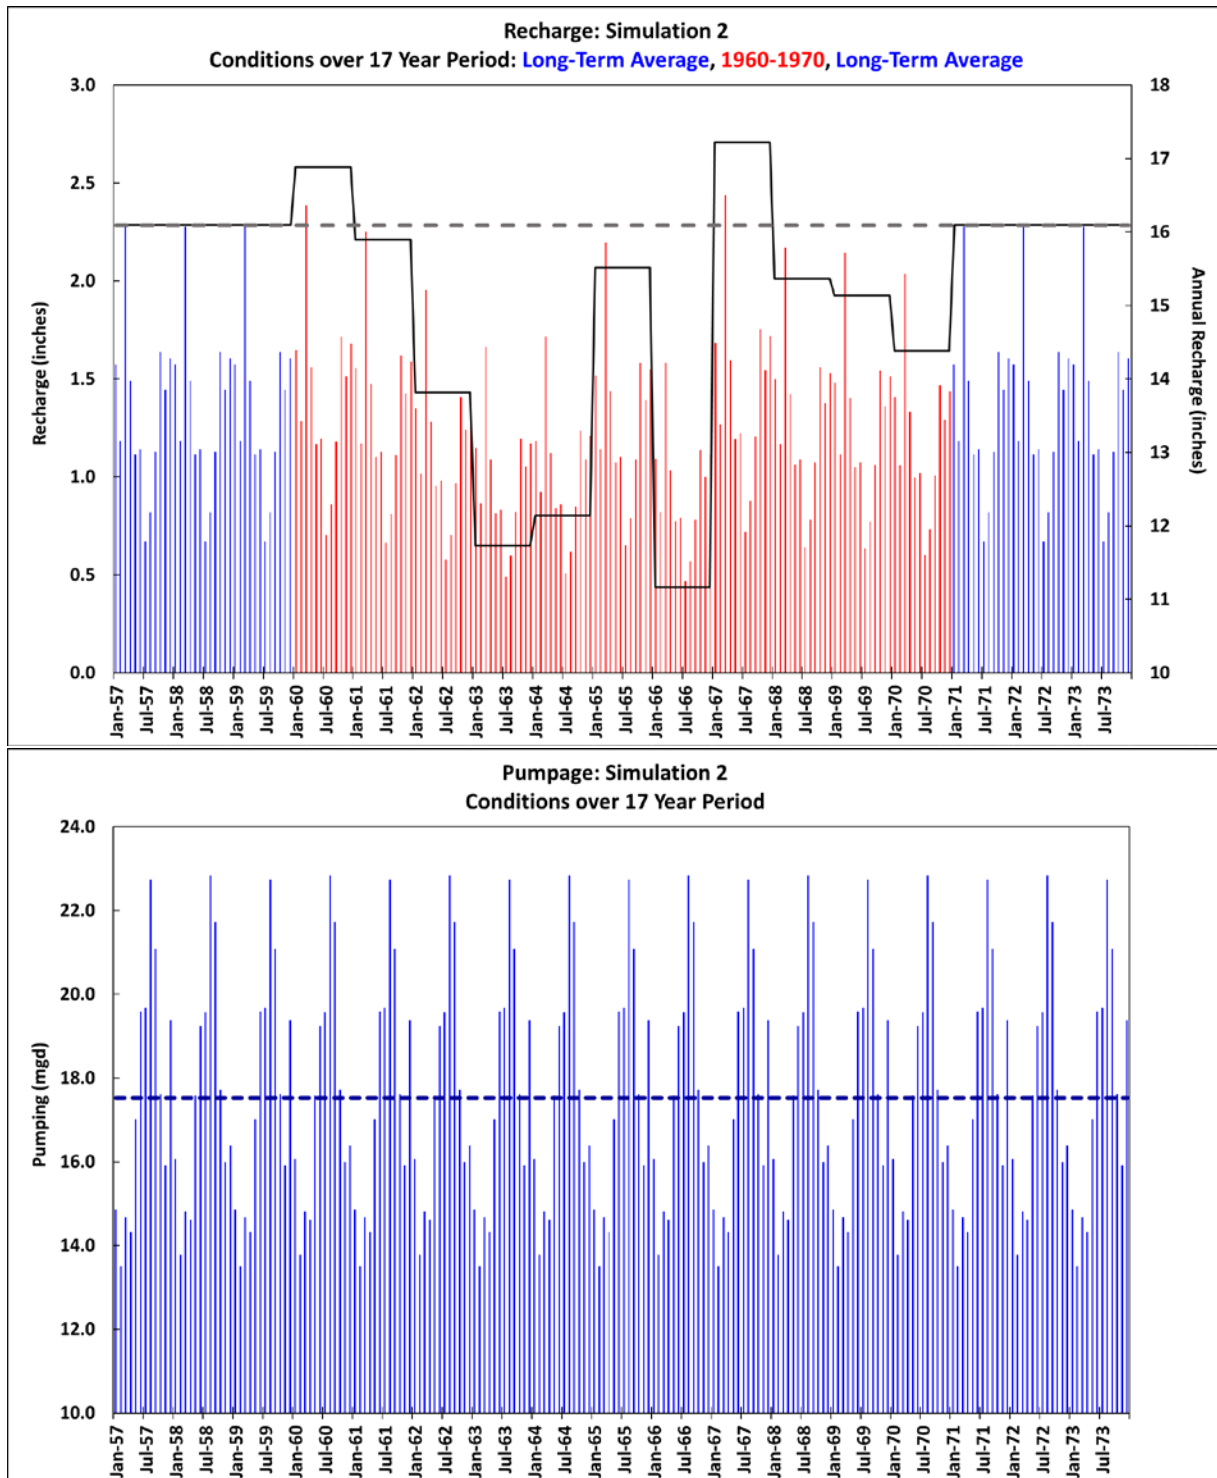 Recharge: Simulation 2
Conditions over 17 Year Period: Long-Term Average, 1960-1970, Long-Term Average
Recharge (inches)
3.0
2.5
2.0
1.5
1.0
0.5
0.0
18
17
16
15
14
13
12
11
10
Annual Recharge (inches)
Jan-57
Jul-57
Jan-58
Jul-58
Jan-59
Jul-59
Jan-60
Jul-60
Jan-61
Jul-61
Jan-62
Jul-62
Jan-63
Jul-63
Jan-64
Jul-64
Jan-65
Jul-65
Jan-66
Jul-66
Jan-67
Jul-67
Jan-68
Jul-68
Jan-69
Jul-69
Jan-70
Jul-70
Jan-71
Jul-71
Jan-72
Jul-72
Jan-73
Jul-73
Pumpage: Simulation 2
Conditions over 17 Year Period
Pumping (mgd)
24.0
22.0
20.0
18.0
16.0
14.0
12.0
10.0
Jan-57
Jul-57
Jan-58
Jul-58
Jan-59
Jul-59
Jan-60
Jul-60
Jan-61
Jul-61
Jan-62
Jul-62
Jan-63
Jul-63
Jan-64
Jul-64
Jan-65
Jul-65
Jan-66
Jul-66
Jan-67
Jul-67
Jan-68
Jul-68
Jan-69
Jul-69
Jan-70
Jul-70
Jan-71
Jul-71
Jan-72
Jul-72
Jan-73
Jul-73